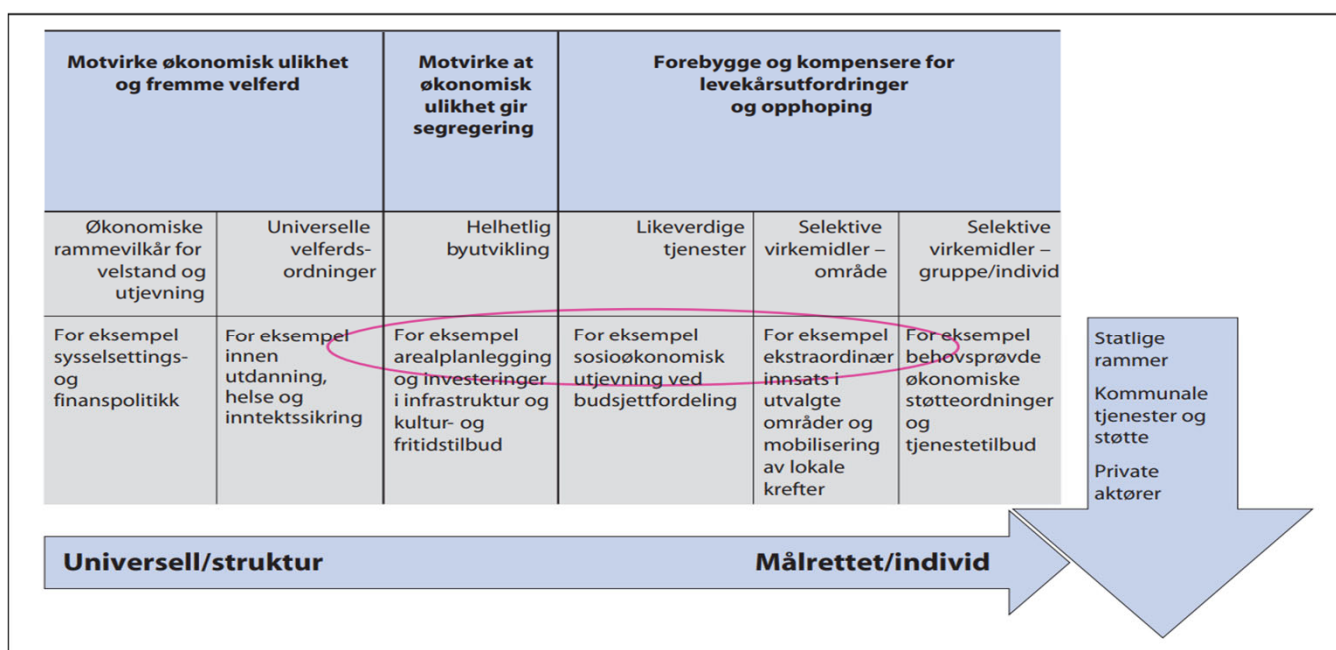 Motvirke økonomisk ulikhet
og fremme velferd
Motvirke at
økonomisk
ulikhet gir
segregering
Forebygge og kompensere for
levekårsutfordringer
og opphoping
Økonomiske
rammevilkår for
velstand og
utjevning
Universelle
velferds-
ordninger
Helhetlig
byutvikling
Likeverdige
tjenester
Selektive
virkemidler –
område
Selektive
virkemidler –
gruppe/individ
For eksempel
sysselsettings-
og
finanspolitikk
For eksempel
innen
utdanning,
helse og
inntektssikring
For eksempel
arealplanlegging
og investeringer
i infrastruktur og
kultur- og
fritidstilbud
For eksempel
sosioøkonomisk
utjevning ved
budsjettfordeling
For eksempel
ekstraordinær
innsats i
utvalgte
områder og
mobilisering
av lokale
krefter
For eksempel
behovsprøvde
økonomiske
støtteordninger
og
tjenestetilbud
Statlige
rammer
Kommunale
tjenester og
støtte
Private
aktører
Universell/struktur
Målrettet/individ